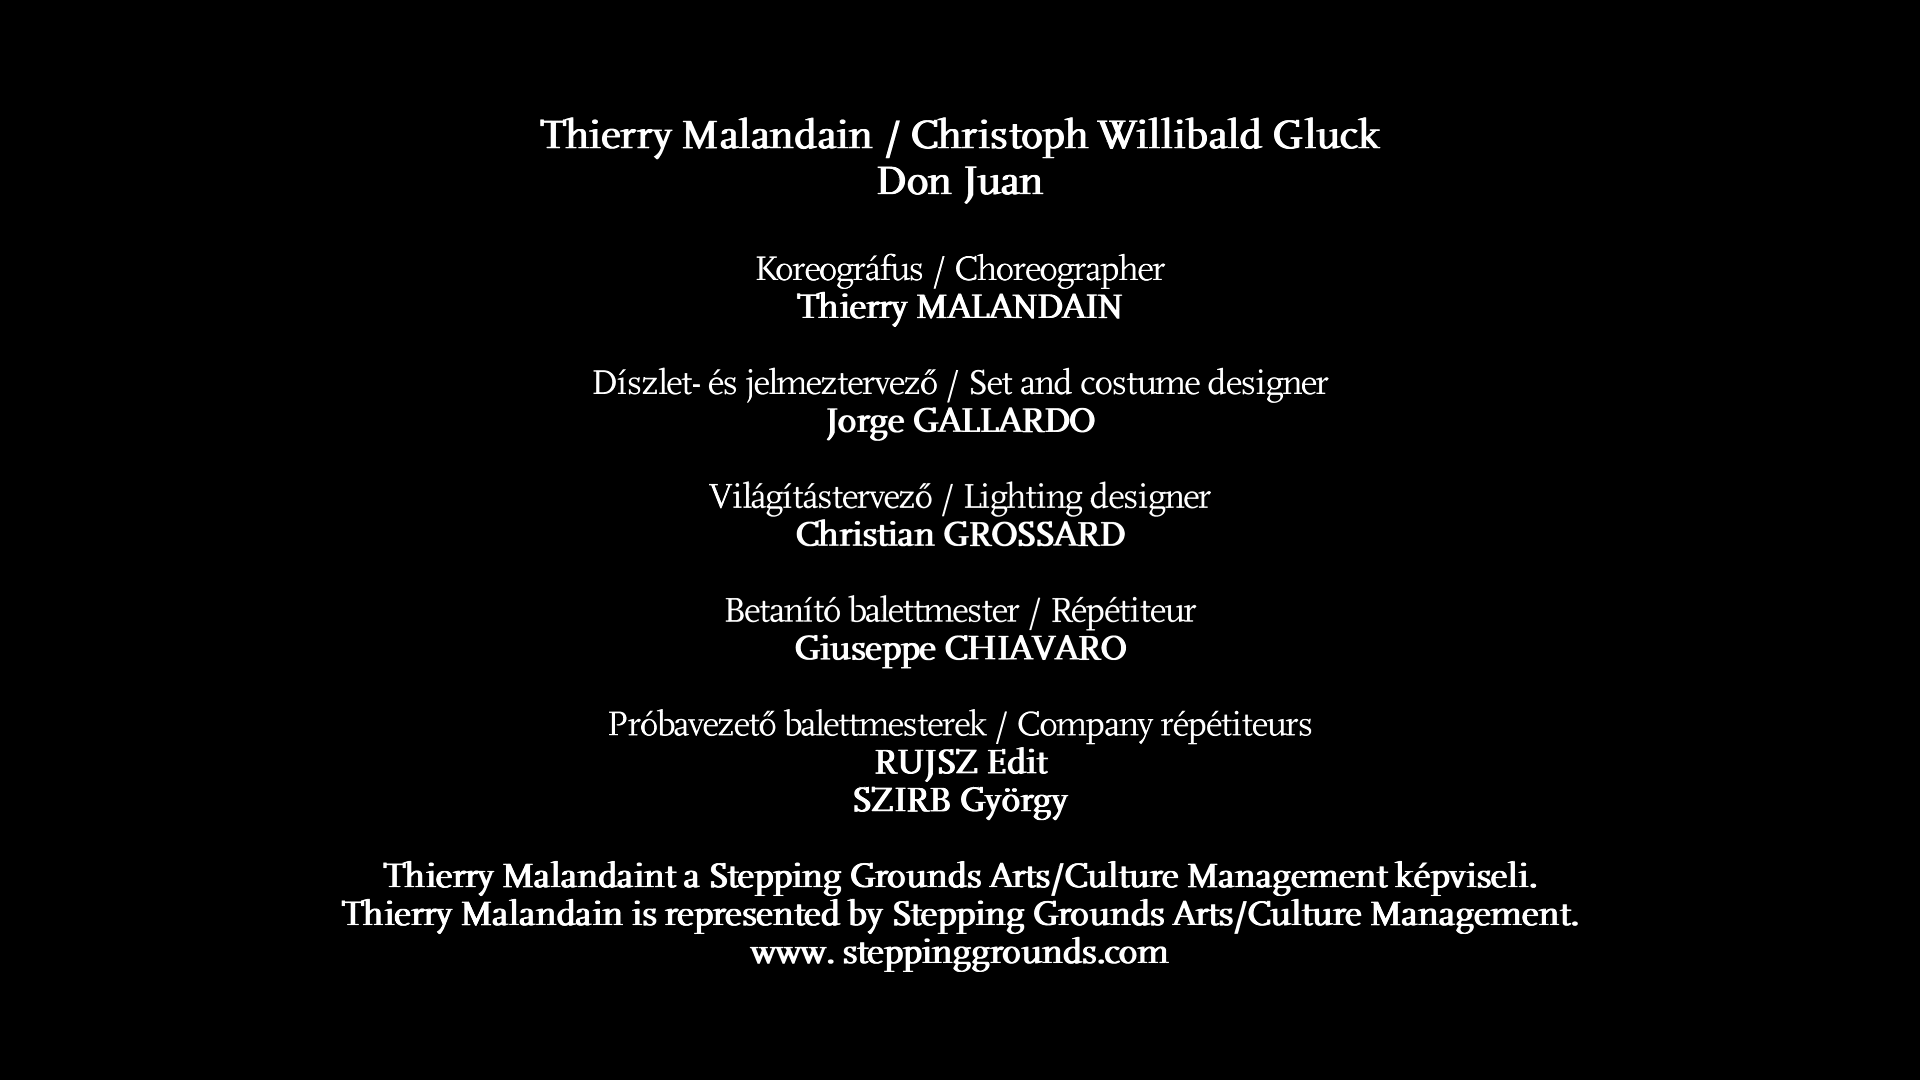 Thierry Malandain / Christoph Willibald Gluck
Don Juan
Koreográfus / Choreographer
Thierry MALANDAIN
Díszlet- és jelmeztervező / Set and costume designer
Jorge GALLARDO
Világítástervező / Lighting designer
Christian GROSSARD
Betanító balettmester / Répétiteur
Giuseppe CHIAVARO
Próbavezető balettmesterek / Company répétiteurs
RUJSZ Edit
SZIRB György
Thierry Malandaint a Stepping Grounds Arts/Culture Management képviseli.
Thierry Malandain is represented by Stepping Grounds Arts/Culture Management.
www. steppinggrounds.com